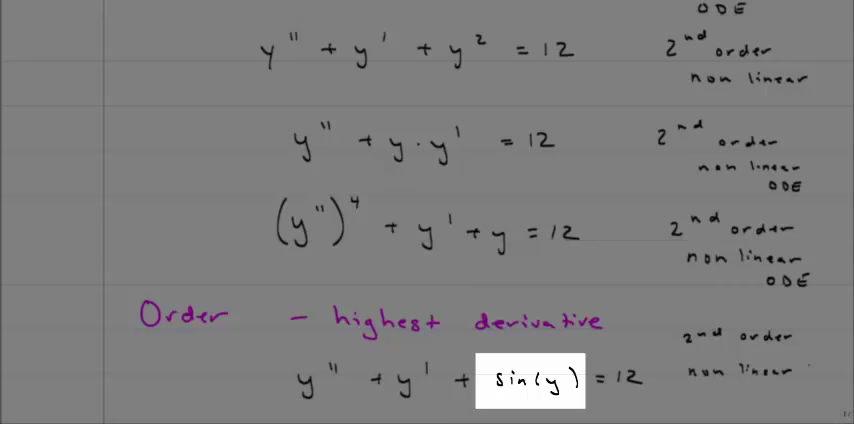 ODE
y'' + y' + y² = 12
2nd order
non linear
y'' + y · y' = 12
2nd order
non linear
ODE
(y'')⁴ + y' + y = 12
2nd order
non linear
ODE
Order - highest derivative
2nd order
y'' + y' + sin(y) = 12
non linear